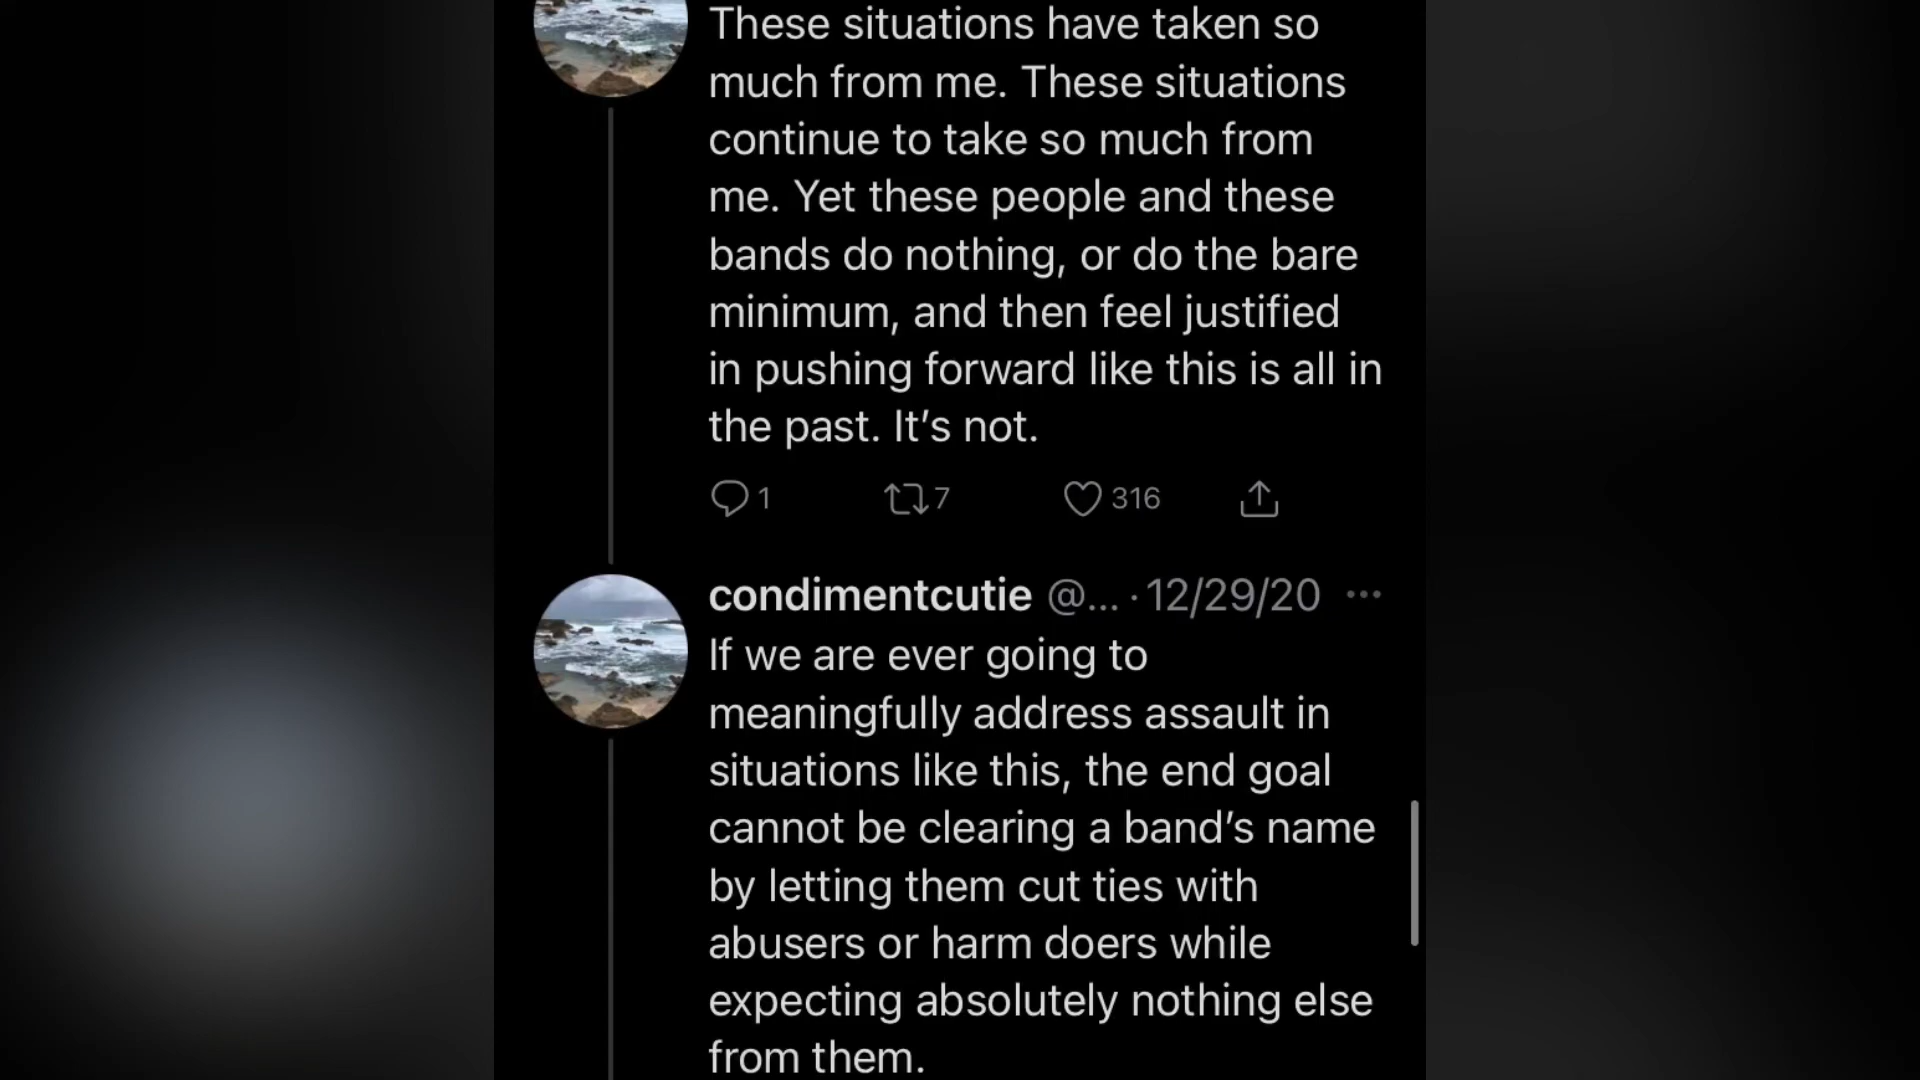 These situations have taken so
much from me. These situations
continue to take so much from
me. Yet these people and these
bands do nothing, or do the bare
minimum, and then feel justified
in pushing forward like this is all in
the past. It’s not.
1 7 316
condimentcutie @... · 12/29/20 ...
If we are ever going to
meaningfully address assault in
situations like this, the end goal
cannot be clearing a band’s name
by letting them cut ties with
abusers or harm doers while
expecting absolutely nothing else
from them.